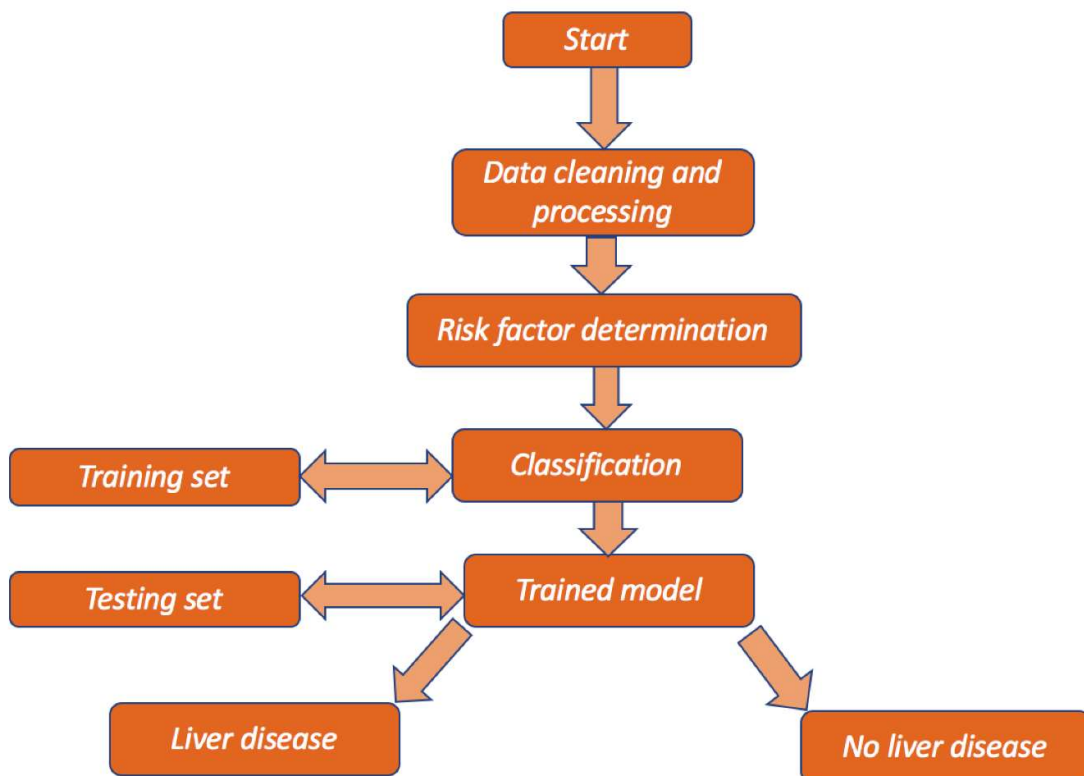 Start
Data cleaning and
processing
Risk factor determination
Training set
Classification
Testing set
Trained model
Liver disease
No liver disease